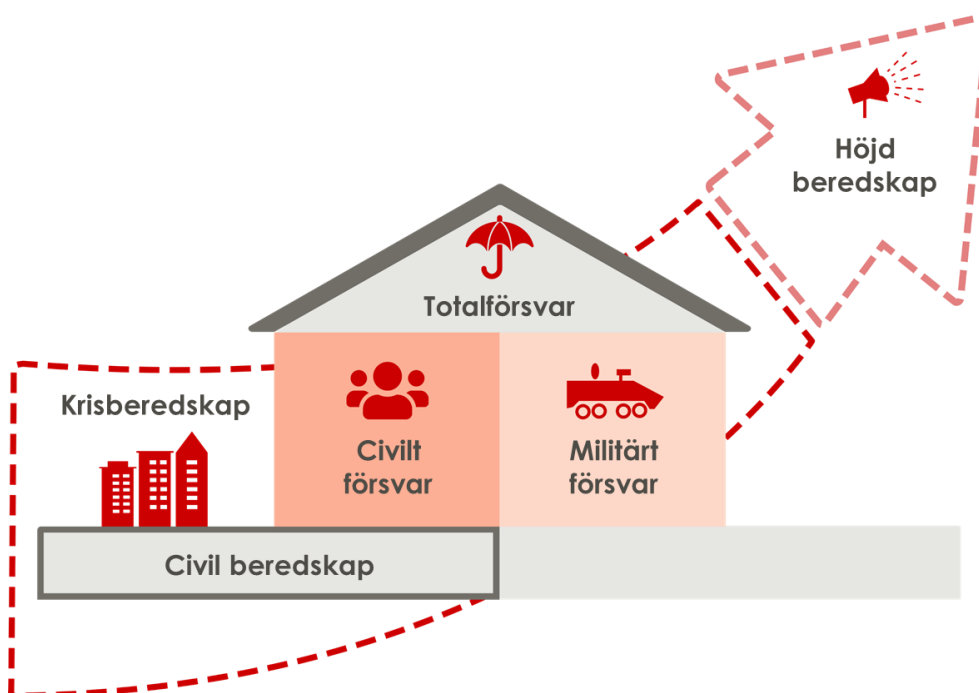 Höjd
beredskap
Totalförsvar
Krisberedskap
Civilt
försvar
Militärt
försvar
Civil beredskap